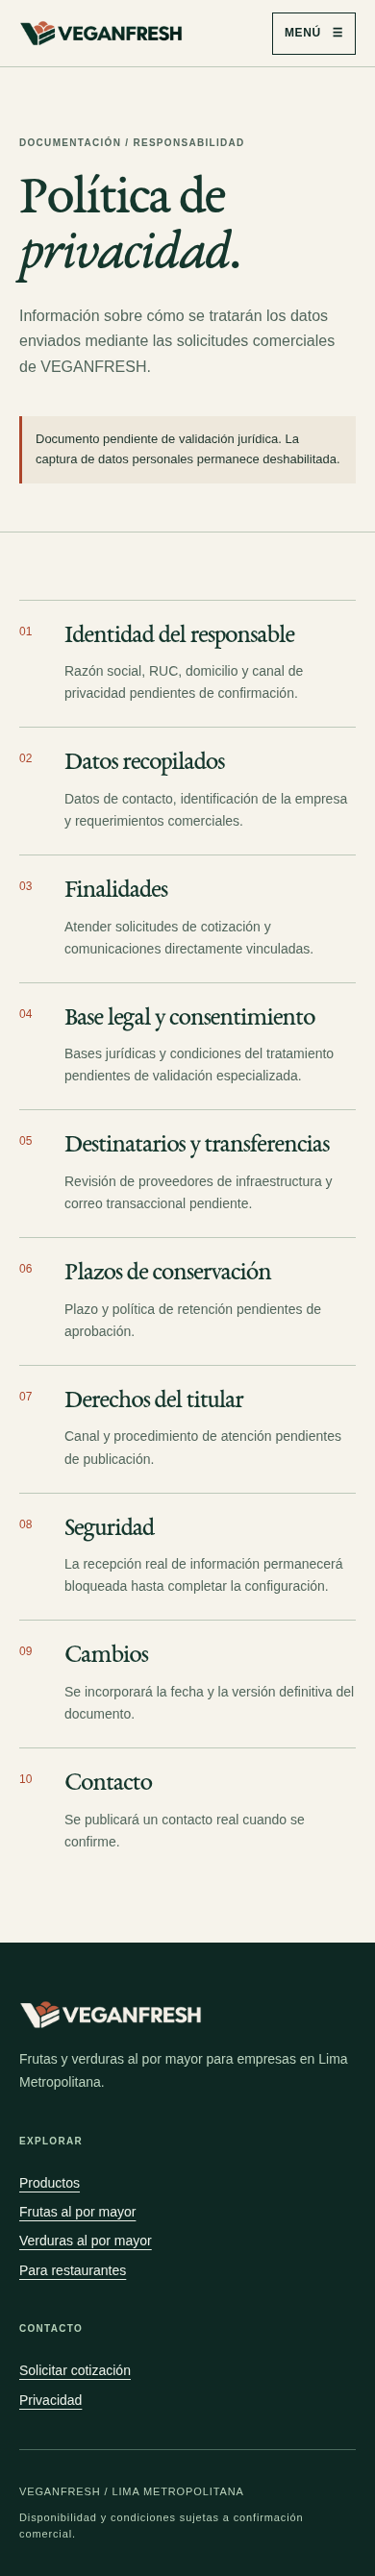 VEGANFRESH
MENÚ ☰
DOCUMENTACIÓN / RESPONSABILIDAD
Política de
privacidad.
Información sobre cómo se tratarán los datos
enviados mediante las solicitudes comerciales
de VEGANFRESH.
Documento pendiente de validación jurídica. La
captura de datos personales permanece deshabilitada.
01 Identidad del responsable
Razón social, RUC, domicilio y canal de
privacidad pendientes de confirmación.
02 Datos recopilados
Datos de contacto, identificación de la empresa
y requerimientos comerciales.
03 Finalidades
Atender solicitudes de cotización y
comunicaciones directamente vinculadas.
04 Base legal y consentimiento
Bases jurídicas y condiciones del tratamiento
pendientes de validación especializada.
05 Destinatarios y transferencias
Revisión de proveedores de infraestructura y
correo transaccional pendiente.
06 Plazos de conservación
Plazo y política de retención pendientes de
aprobación.
07 Derechos del titular
Canal y procedimiento de atención pendientes
de publicación.
08 Seguridad
La recepción real de información permanecerá
bloqueada hasta completar la configuración.
09 Cambios
Se incorporará la fecha y la versión definitiva del
documento.
10 Contacto
Se publicará un contacto real cuando se
confirme.
VEGANFRESH
Frutas y verduras al por mayor para empresas en Lima
Metropolitana.
EXPLORAR
Productos
Frutas al por mayor
Verduras al por mayor
Para restaurantes
CONTACTO
Solicitar cotización
Privacidad
VEGANFRESH / LIMA METROPOLITANA
Disponibilidad y condiciones sujetas a confirmación
comercial.